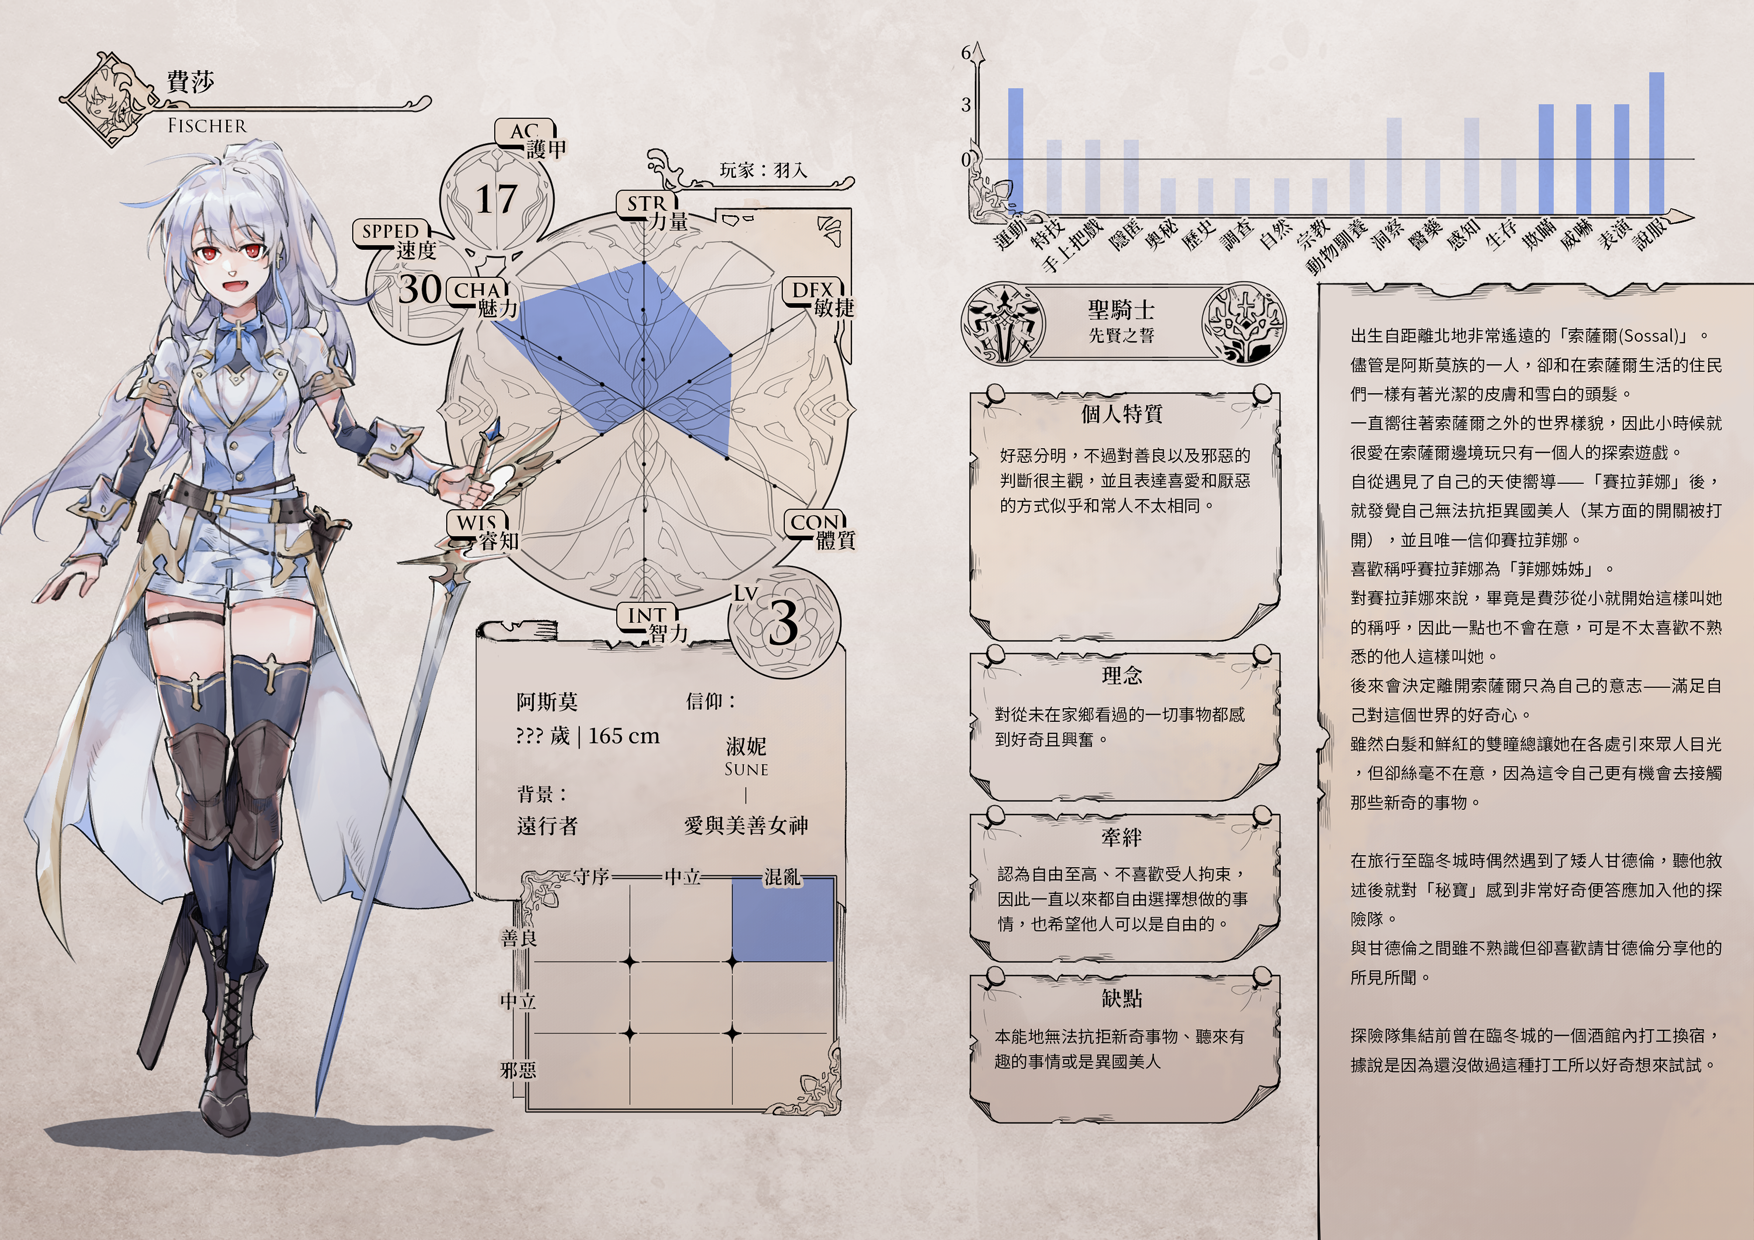 費莎
FISCHER
AC
護甲
17
SPPED
速度
30
玩家：羽入
STR
力量
CHA
魅力
DEX
敏捷
WIS
睿知
CON
體質
INT
智力
LV
3
阿斯莫
??? 歲 | 165 cm
背景：
遠行者
信仰：
淑妮
SUNE
|
愛與美善女神
守序
中立
混亂
善良
中立
邪惡
6
3
0
運動
特技
手上把戲
隱匿
奧秘
歷史
調查
自然
宗教
動物馴養
洞察
醫藥
感知
生存
欺瞞
威嚇
表演
說服
聖騎士
先賢之誓
個人特質
好惡分明，不過對善良以及邪惡的
判斷很主觀，並且表達喜愛和厭惡
的方式似乎和常人不太相同。
理念
對從未在家鄉看過的一切事物都感
到好奇且興奮。
牽絆
認為自由至高、不喜歡受人拘束，
因此一直以來都自由選擇想做的事
情，也希望他人可以是自由的。
缺點
本能地無法抗拒新奇事物、聽來有
趣的事情或是異國美人
出生自距離北地非常遙遠的「索薩爾(Sossal)」。
儘管是阿斯莫族的一人，卻和在索薩爾生活的住民
們一樣有著光潔的皮膚和雪白的頭髮。
一直嚮往著索薩爾之外的世界樣貌，因此小時候就
很愛在索薩爾邊境玩只有一個人的探索遊戲。
自從遇見了自己的天使嚮導——「賽拉菲娜」後，
就發覺自己無法抗拒異國美人（某方面的開關被打
開），並且唯一信仰賽拉菲娜。
喜歡稱呼賽拉菲娜為「菲娜姊姊」。
對賽拉菲娜來說，畢竟是費莎從小就開始這樣叫她
的稱呼，因此一點也不會在意，可是不太喜歡不熟
悉的他人這樣叫她。
後來會決定離開索薩爾只為自己的意志——滿足自
己對這個世界的好奇心。
雖然白髮和鮮紅的雙瞳總讓她在各處引來眾人目光
，但卻絲毫不在意，因為這令自己更有機會去接觸
那些新奇的事物。
在旅行至臨冬城時偶然遇到了矮人甘德倫，聽他敘
述後就對「秘寶」感到非常好奇便答應加入他的探
險隊。
與甘德倫之間雖不熟識但卻喜歡請甘德倫分享他的
所見所聞。
探險隊集結前曾在臨冬城的一個酒館內打工換宿，
據說是因為還沒做過這種打工所以好奇想來試試。